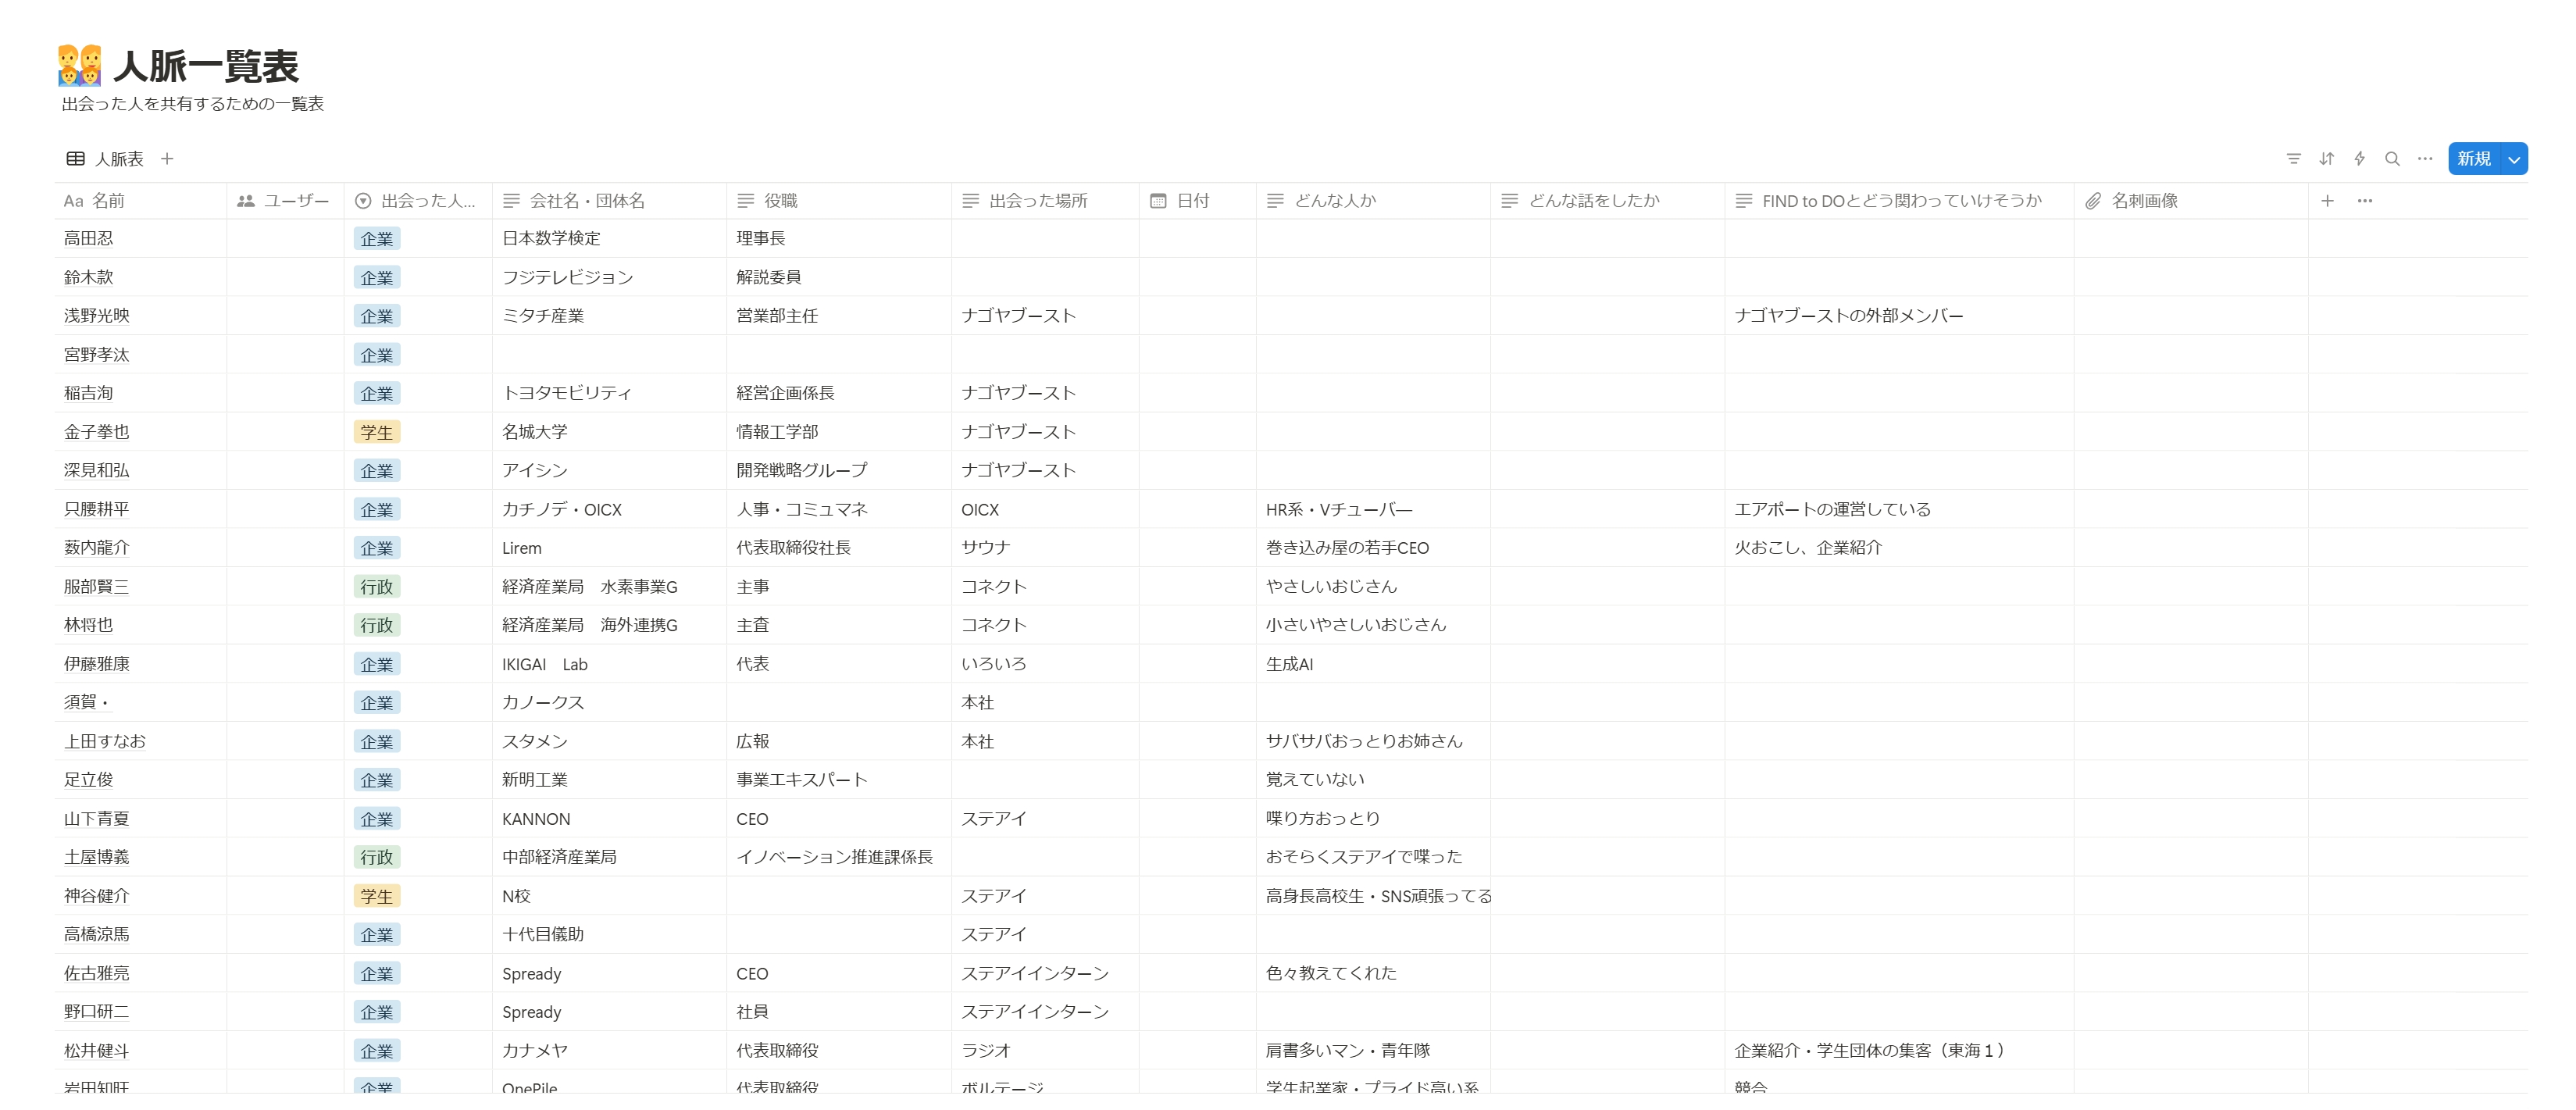 人脈一覧表
出会った人を共有するための一覧表
人脈表
新規
Aa 名前 ユーザー 出会った人... 会社名・団体名 役職 出会った場所 日付 どんな人か どんな話をしたか FIND to DOとどう関わっていけそうか 名刺画像
高田忍 企業 日本数学検定 理事長
鈴木款 企業 フジテレビジョン 解説委員
浅野光映 企業 ミタチ産業 営業部主任 ナゴヤブースト ナゴヤブーストの外部メンバー
宮野孝汰 企業
稲吉洵 企業 トヨタモビリティ 経営企画係長 ナゴヤブースト
金子拳也 学生 名城大学 情報工学部 ナゴヤブースト
深見和弘 企業 アイシン 開発戦略グループ ナゴヤブースト
只腰耕平 企業 カチノデ・OICX 人事・コミュマネ OICX HR系・Vチューバ― エアポートの運営している
薮内龍介 企業 Lirem 代表取締役社長 サウナ 巻き込み屋の若手CEO 火おこし、企業紹介
服部賢三 行政 経済産業局　水素事業G 主事 コネクト やさしいおじさん
林将也 行政 経済産業局　海外連携G 主査 コネクト 小さいやさしいおじさん
伊藤雅康 企業 IKIGAI　Lab 代表 いろいろ 生成AI
須賀・ 企業 カノークス 本社
上田すなお 企業 スタメン 広報 本社 サバサバおっとりお姉さん
足立俊 企業 新明工業 事業エキスパート 覚えていない
山下青夏 企業 KANNON CEO ステアイ 喋り方おっとり
土屋博義 行政 中部経済産業局 イノベーション推進課係長 おそらくステアイで喋った
神谷健介 学生 N校 ステアイ 高身長高校生・SNS頑張ってる
高橋涼馬 企業 十代目儀助 ステアイ
佐古雅亮 企業 Spready CEO ステアイインターン 色々教えてくれた
野口研二 企業 Spready 社員 ステアイインターン
松井健斗 企業 カナメヤ 代表取締役 ラジオ 肩書多いマン・青年隊 企業紹介・学生団体の集客（東海１）
岩田知旺 企業 OnePile 代表取締役 ボルテージ 学生起業家・プライド高い系 競合